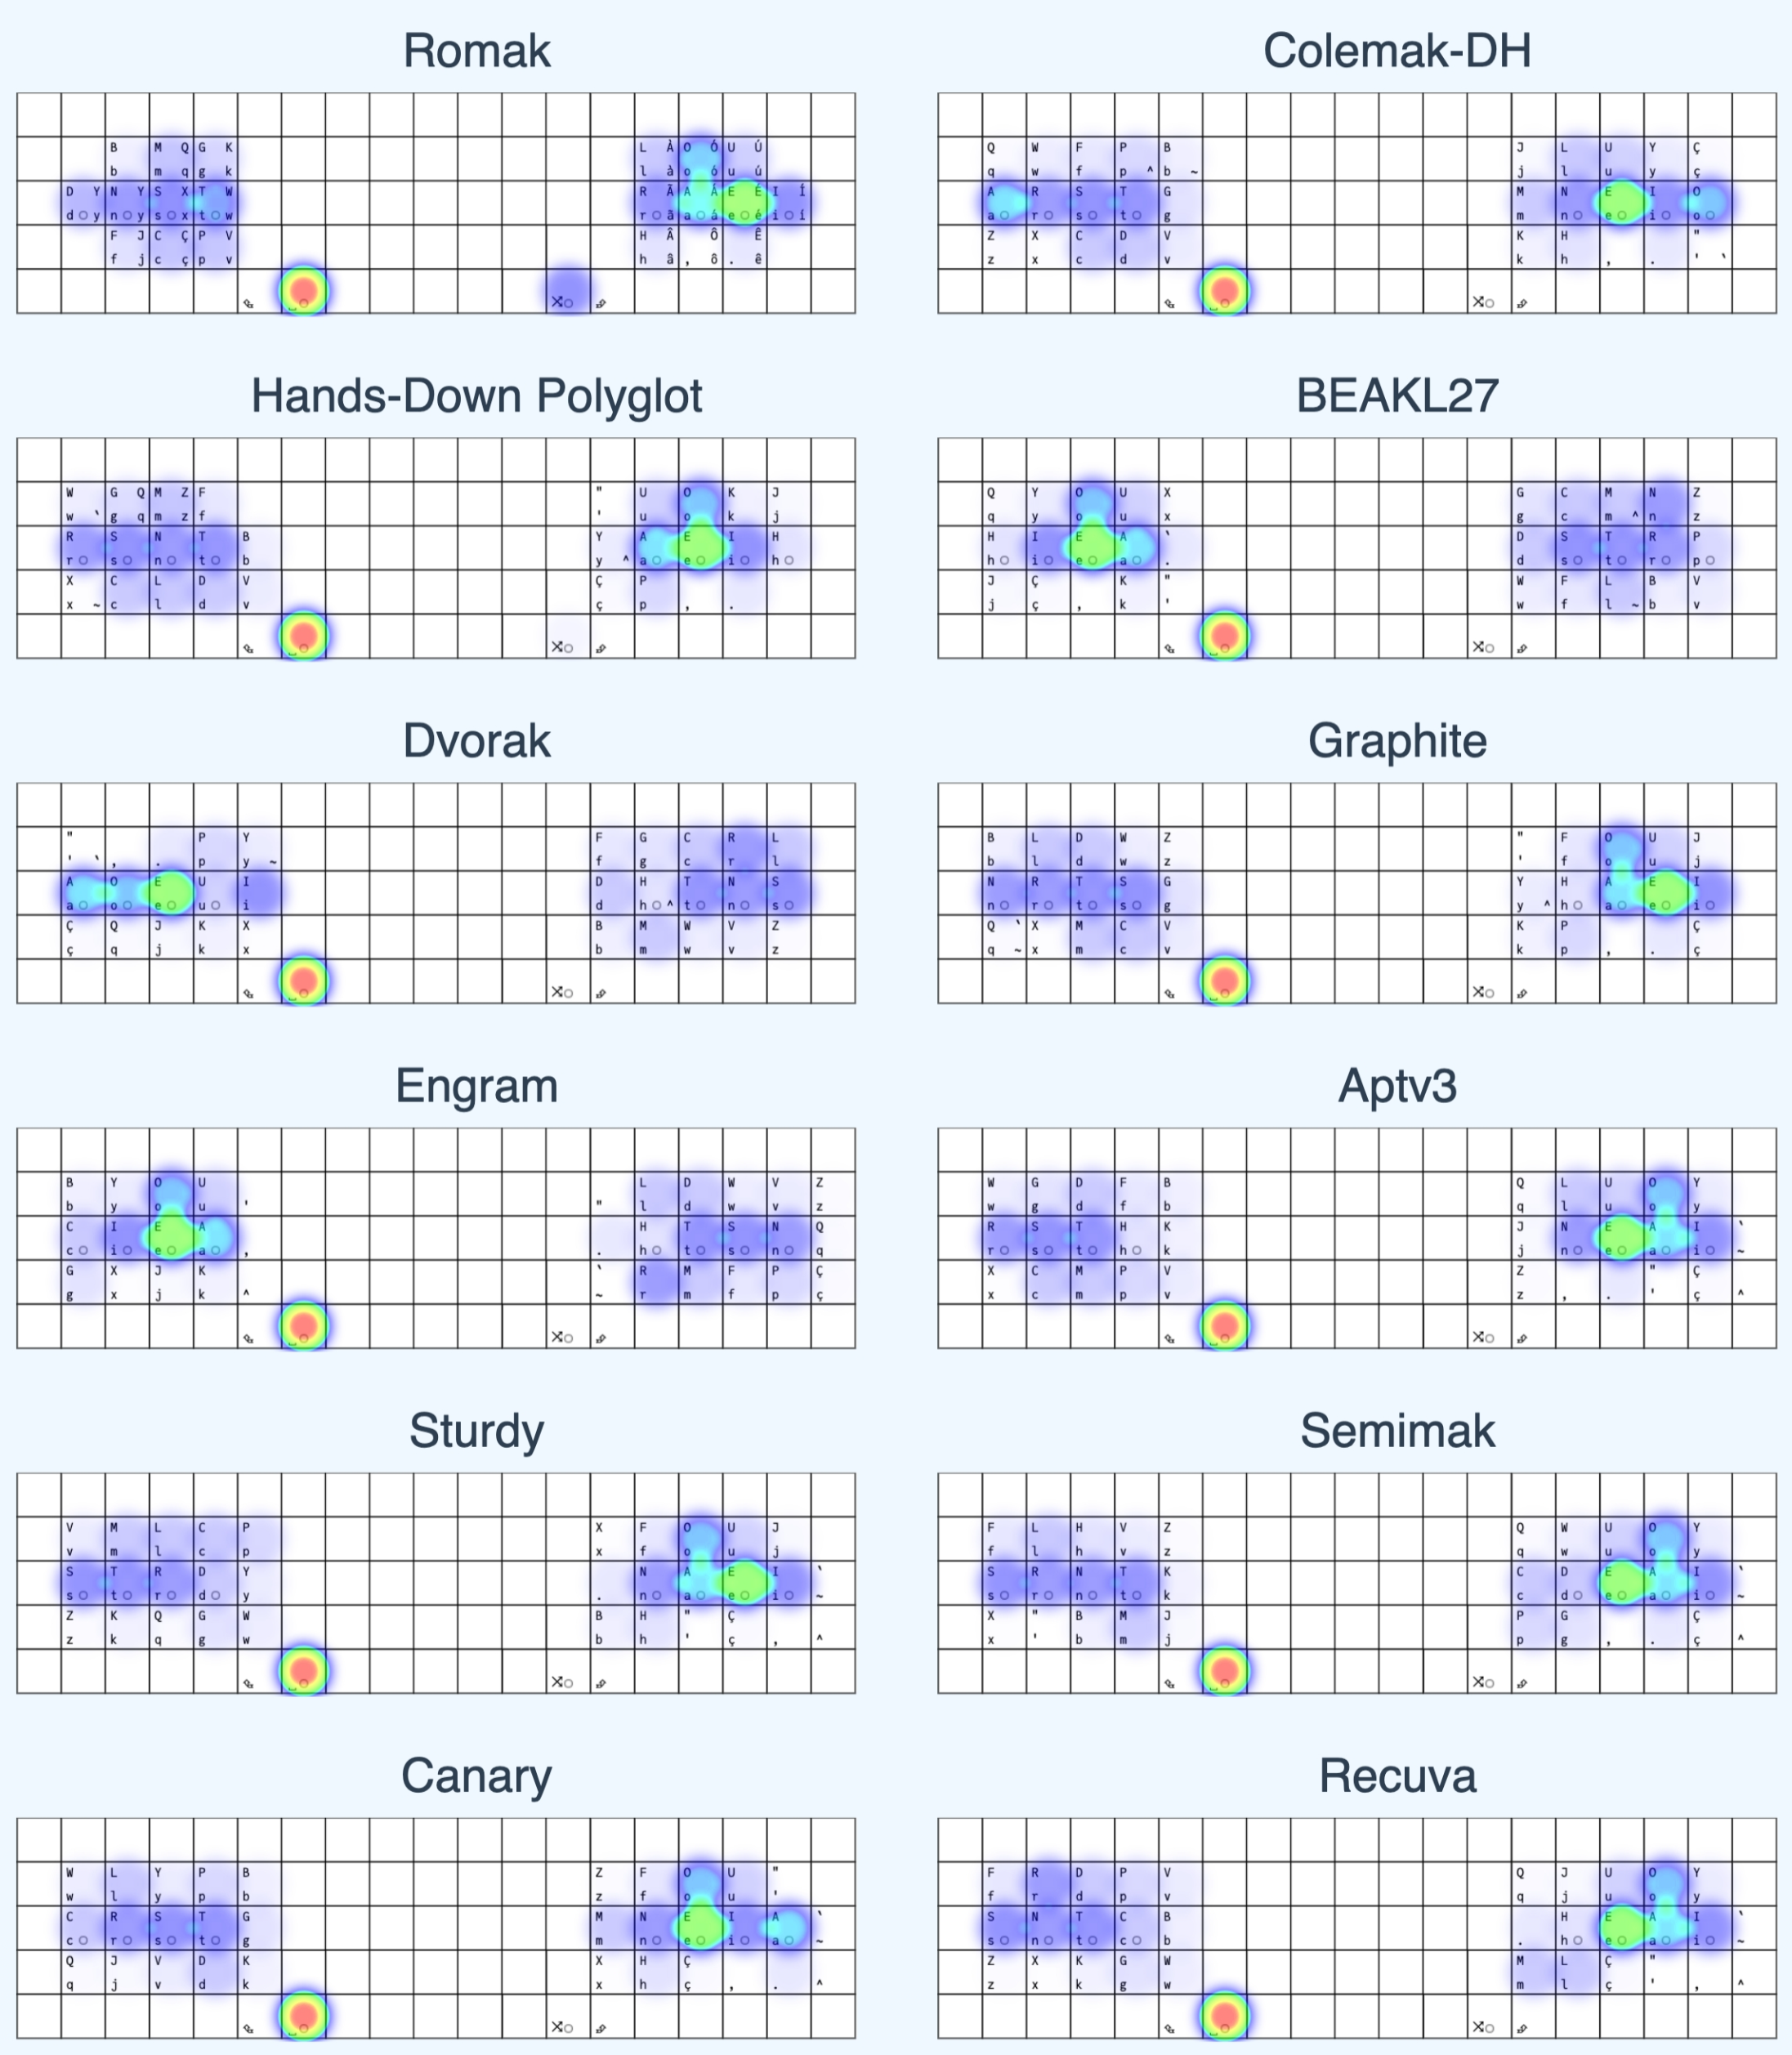 Romak
B M Q G K L À O Ó U Ú
b m q g k l à o ó u ú
D Y N Y S X T W R Ã A Á E É I Í
d y n y s x t w r ã a á e é i í
F J C Ç P V H Â Ô Ê
f j c ç p v h â , ô . ê
Colemak-DH
Q W F P B J L U Y Ç
q w f p ^ b ~ j l u y ç
A R S T G M N E I O
a r s t g m n e i o
Z X C D V K H "
z x c d v k h , . ' `
Hands-Down Polyglot
W G Q M Z F " U O K J
w ` g q m z f ' u o k j
R S N T B Y A E I H
r s n t b y ^ a e i h
X C L D V Ç P
x ~ c l d v ç p , .
BEAKL27
Q Y O U X G C M N Z
q y o u x g c m ^ n z
H I E A ` D S T R P
h i e a . d s t r p
J Ç K " W F L B V
j ç , k ' w f l ~ b v
Dvorak
" P Y F G C R L
' ` , . p y ~ f g c r l
A O E U I D H T N S
a o e u i d h ^ t n s
Ç Q J K X B M W V Z
ç q j k x b m w v z
Graphite
B L D W Z " F O U J
b l d w z ' f o u j
N R T S G Y H A E I
n r t s g y ^ h a e i
Q ` X M C V K P Ç
q ~ x m c v k p , . ç
Engram
B Y O U L D W V Z
b y o u ' " l d w v z
C I E A H T S N Q
c i e a , . h t s n q
G X J K ` R M F P Ç
g x j k ^ ~ r m f p ç
Aptv3
W G D F B Q L U O Y
w g d f b q l u o y
R S T H K J N E A I `
r s t h k j n e a i ~
X C M P V Z " Ç
x c m p v z , . ' ç ^
Sturdy
V M L C P X F O U J
v m l c p x f o u j
S T R D Y N A E I `
s t r d y . n a e i ~
Z K Q G W B H " Ç
z k q g w b h ' ç , ^
Semimak
F L H V Z Q W U O Y
f l h v z q w u o y
S R N T K C D E A I `
s r n t k c d e a i ~
X " B M J P G Ç
x ' b m j p g , . ç ^
Canary
W L Y P B Z F O U "
w l y p b z f o u '
C R S T G M N E I A `
c r s t g m n e i a ~
Q J V D K X H Ç
q j v d k x h ç , . ^
Recuva
F R D P V Q J U O Y
f r d p v q j u o y
S N T C B H E A I `
s n t c b . h e a i ~
Z X K G W M L Ç "
z x k g w m l ç ' , ^